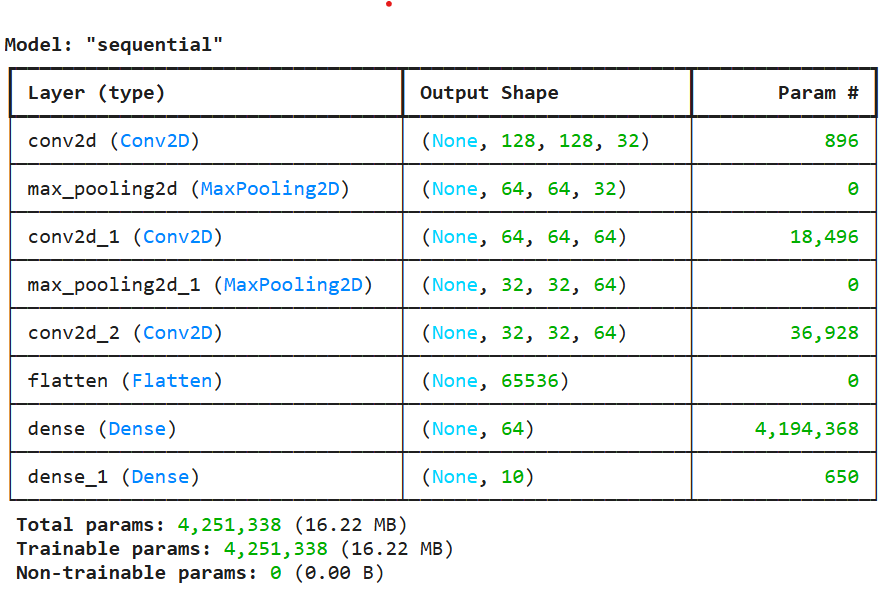 Model: "sequential"
Layer (type) Output Shape Param #
conv2d (Conv2D) (None, 128, 128, 32) 896
max_pooling2d (MaxPooling2D) (None, 64, 64, 32) 0
conv2d_1 (Conv2D) (None, 64, 64, 64) 18,496
max_pooling2d_1 (MaxPooling2D) (None, 32, 32, 64) 0
conv2d_2 (Conv2D) (None, 32, 32, 64) 36,928
flatten (Flatten) (None, 65536) 0
dense (Dense) (None, 64) 4,194,368
dense_1 (Dense) (None, 10) 650
Total params: 4,251,338 (16.22 MB)
Trainable params: 4,251,338 (16.22 MB)
Non-trainable params: 0 (0.00 B)